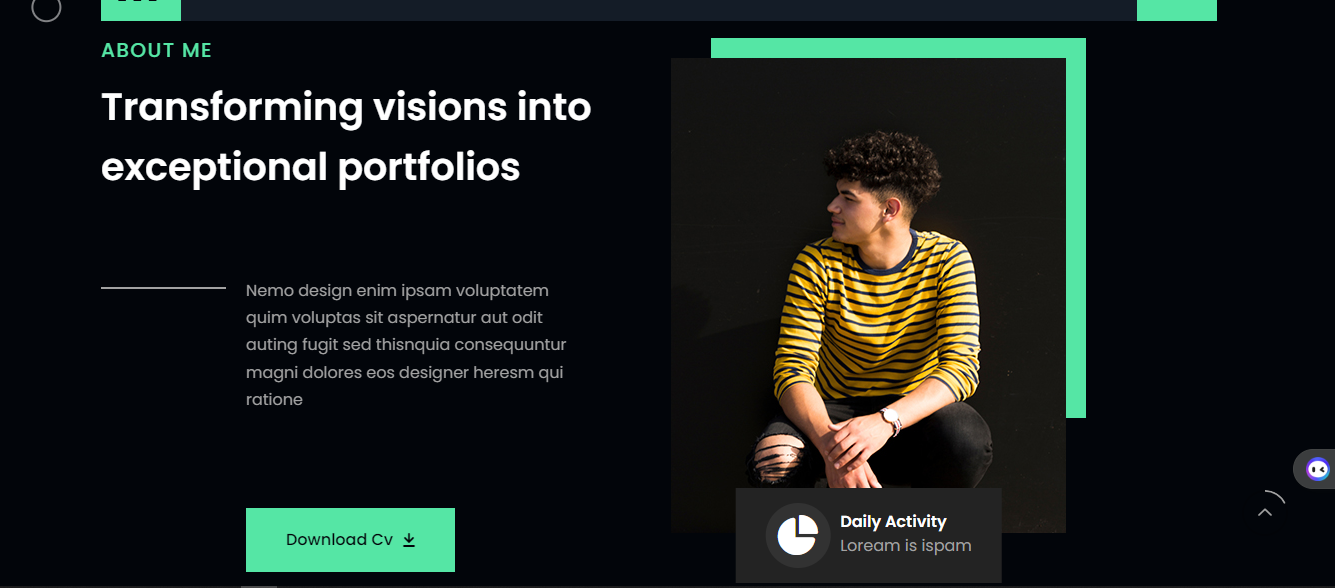 ABOUT ME
Transforming visions into
exceptional portfolios
Nemo design enim ipsam voluptatem
quim voluptas sit aspernatur aut odit
auting fugit sed thisnquia consequuntur
magni dolores eos designer heresm qui
ratione
Download Cv
Daily Activity
Loream is ispam